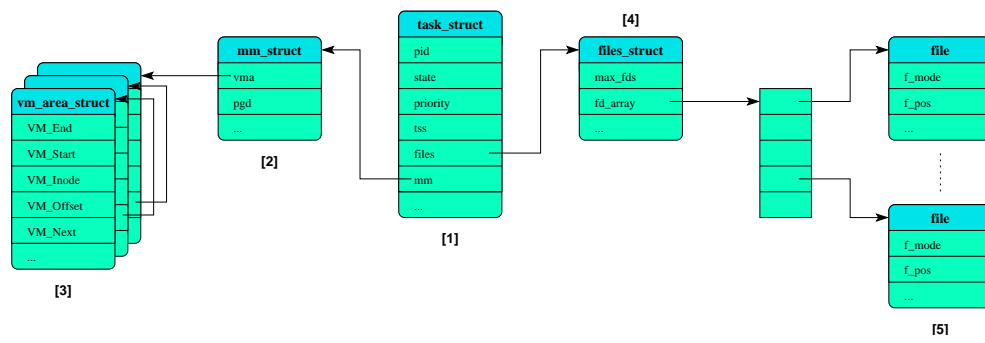 task_struct
pid
state
priority
tss
files
mm
...
[1]
mm_struct
vma
pgd
...
[2]
vm_area_struct
VM_End
VM_Start
VM_Inode
VM_Offset
VM_Next
...
[3]
[4]
files_struct
max_fds
fd_array
...
file
f_mode
f_pos
...
file
f_mode
f_pos
...
[5]